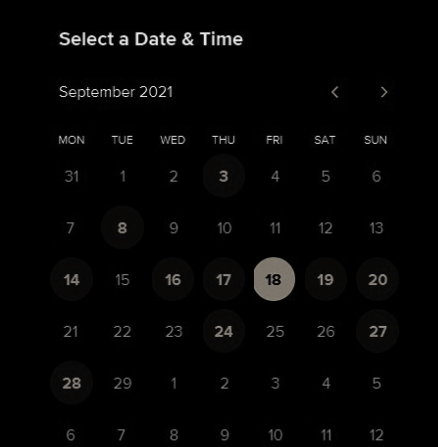 Select a Date & Time
September 2021
MON TUE WED THU FRI SAT SUN
31 1 2 3 4 5 6
7 8 9 10 11 12 13
14 15 16 17 18 19 20
21 22 23 24 25 26 27
28 29 1 2 3 4 5
6 7 8 9 10 11 12